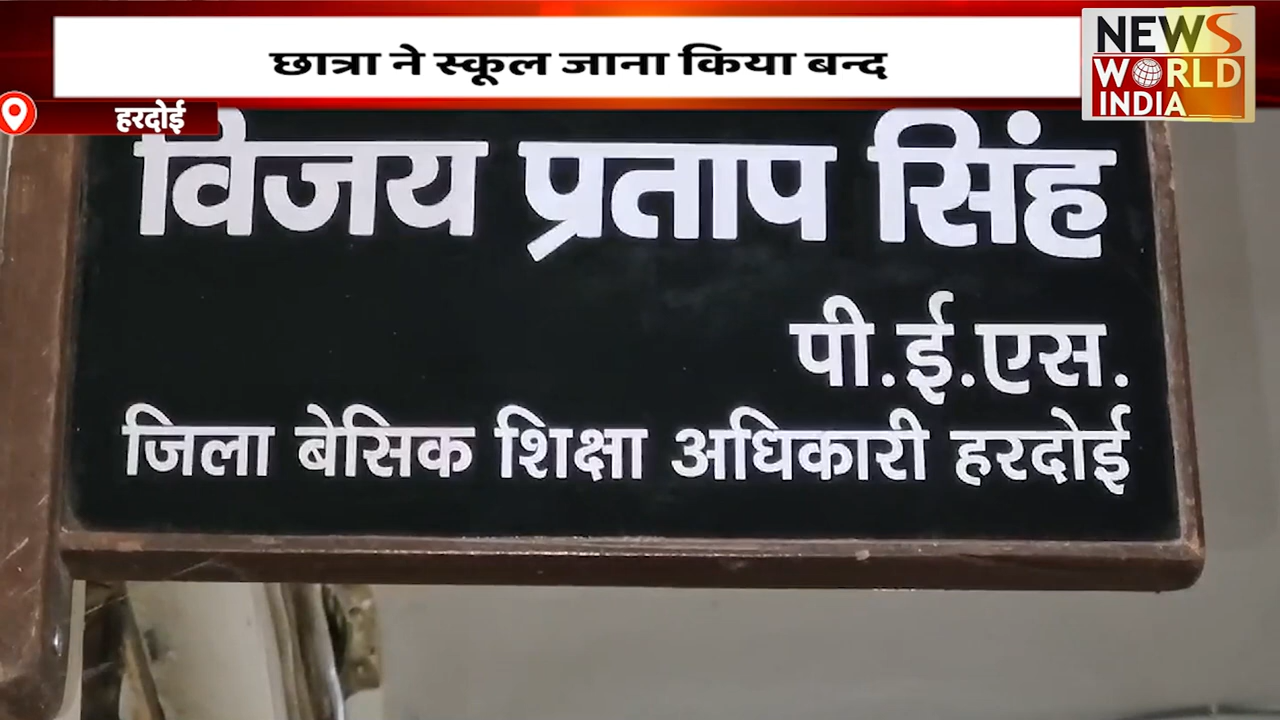 छात्रा ने स्कूल जाना किया बन्द
NEWS
WORLD
INDIA
हरदोई
विजय प्रताप सिंह
पी.ई.एस.
जिला बेसिक शिक्षा अधिकारी हरदोई